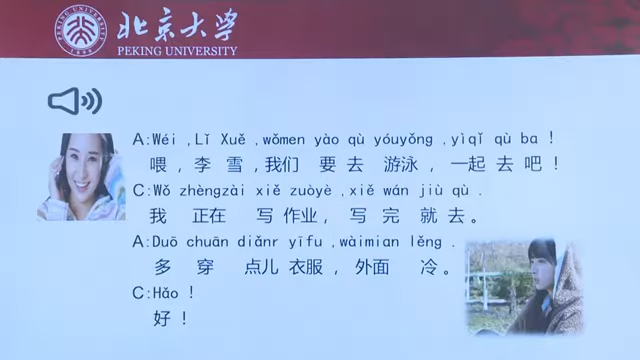 北京大学
PEKING UNIVERSITY
PEKING UNIVERSITY
1898
A:Wéi ,Lǐ Xuě ,wǒmen yào qù yóuyǒng ,yìqǐ qù ba !
喂 , 李 雪 ,我们 要 去 游泳 , 一起 去 吧 !
C:Wǒ zhèngzài xiě zuòyè ,xiě wán jiù qù .
我 正在 写 作业 , 写 完 就 去 。
A:Duō chuān diǎnr yīfu ,wàimian lěng .
多 穿 点儿 衣服 , 外面 冷 。
C:Hǎo !
好 !